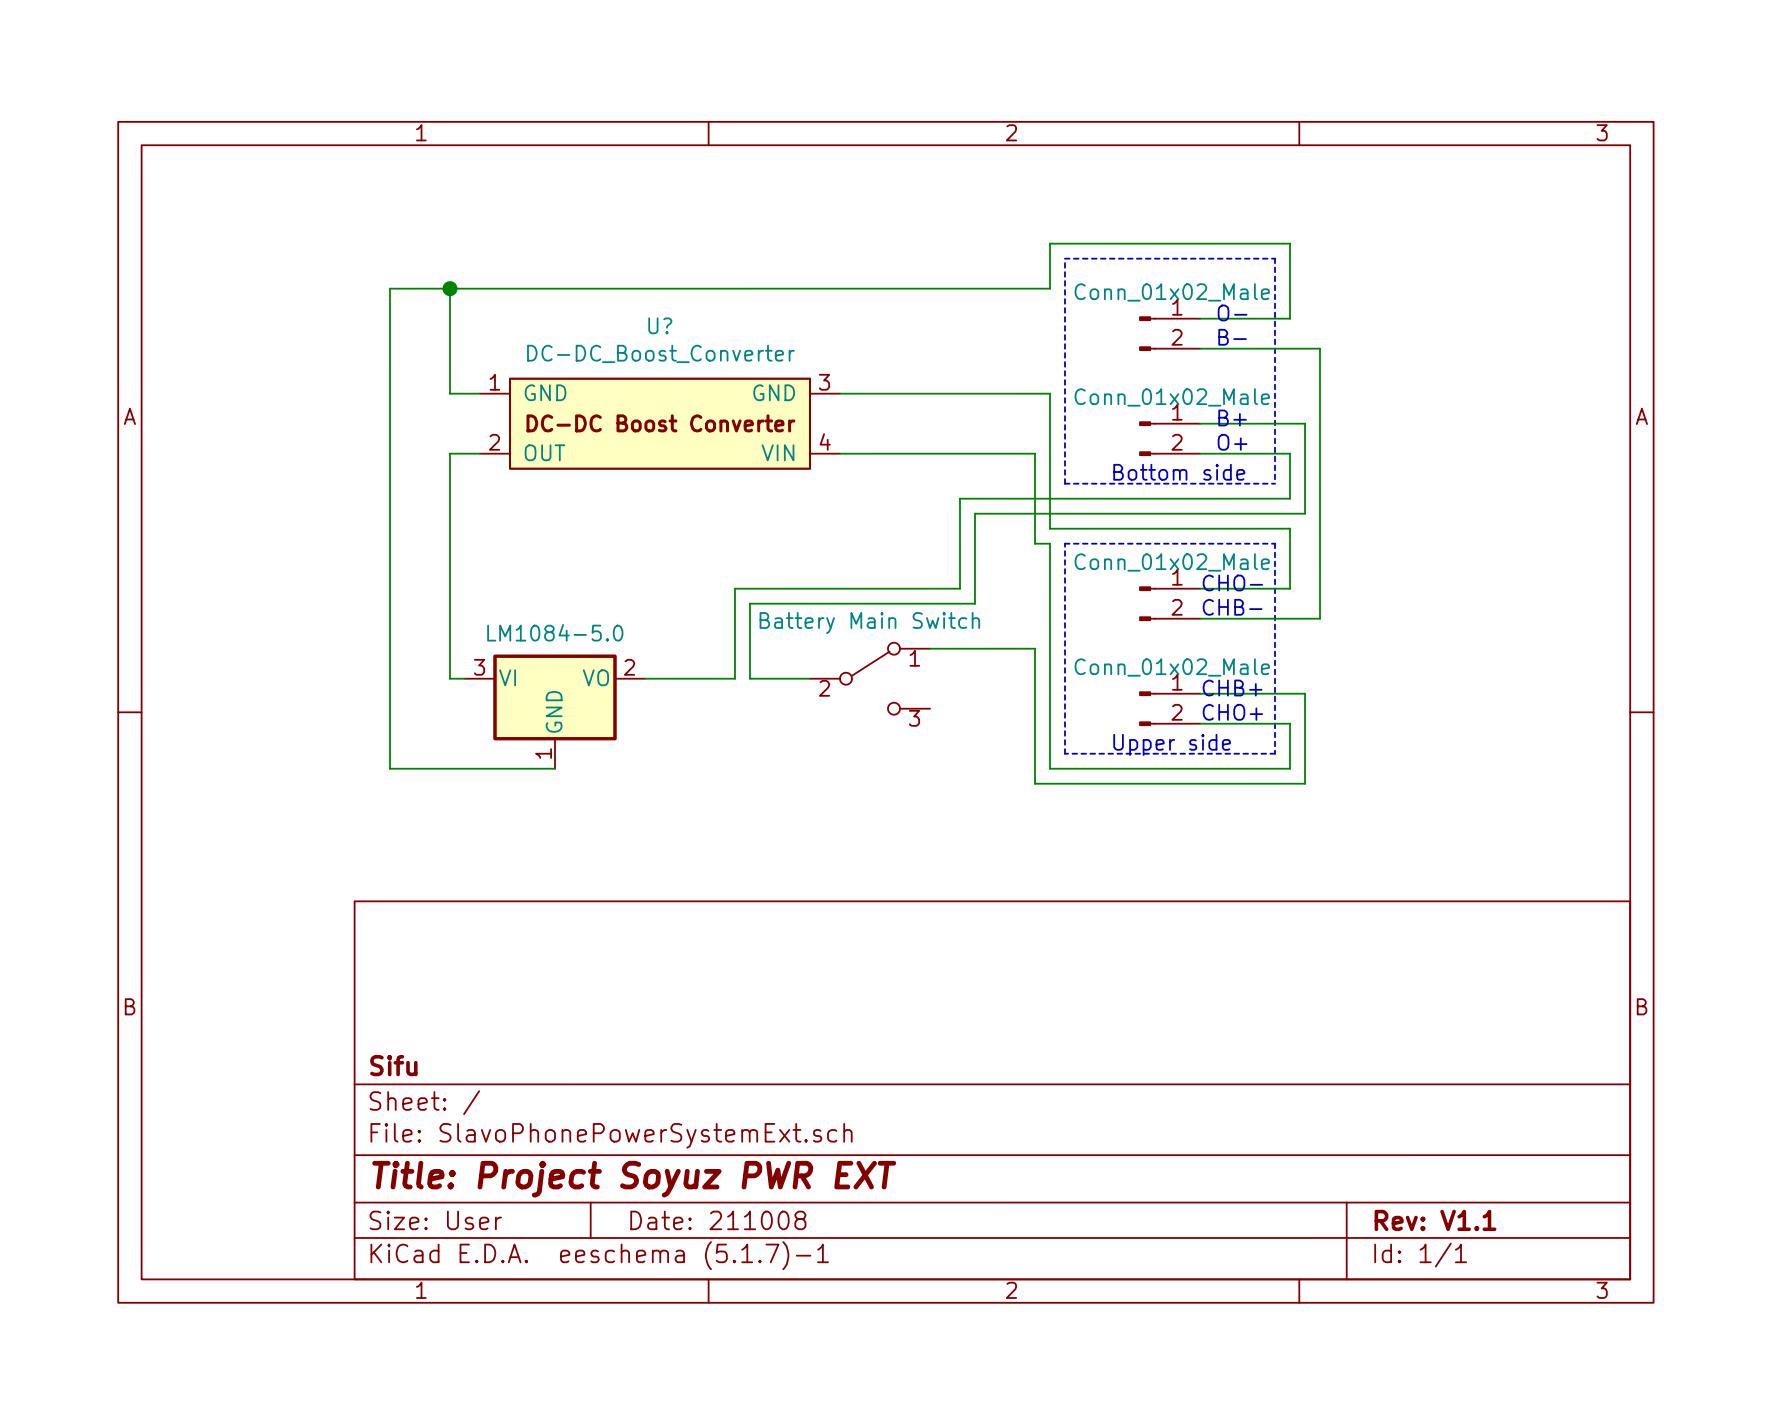 1 2 3
Conn_01x02_Male
1 O-
2 B-
U?
DC-DC_Boost_Converter
1 GND GND 3
DC-DC Boost Converter
2 OUT VIN 4
Conn_01x02_Male
1 B+
2 O+
Bottom side
A A
Conn_01x02_Male
1 CHO-
2 CHB-
Battery Main Switch
1
2
3
LM1084-5.0
3 VI VO 2
GND
1
Conn_01x02_Male
1 CHB+
2 CHO+
Upper side
B B
Sifu
Sheet: /
File: SlavoPhonePowerSystemExt.sch
Title: Project Soyuz PWR EXT
Size: User Date: 211008 Rev: V1.1
KiCad E.D.A. eeschema (5.1.7)-1 Id: 1/1
1 2 3